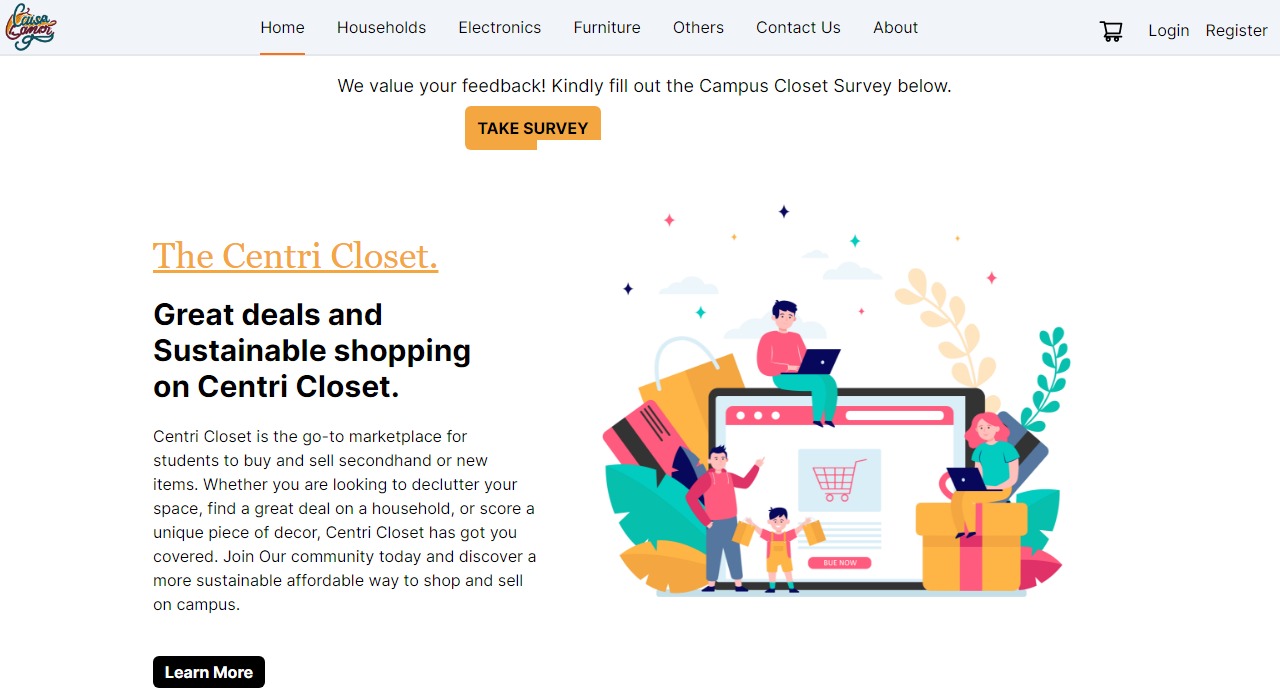 Home Households Electronics Furniture Others Contact Us About Login Register
We value your feedback! Kindly fill out the Campus Closet Survey below.
TAKE SURVEY
The Centri Closet.
Great deals and
Sustainable shopping
on Centri Closet.
Centri Closet is the go-to marketplace for
students to buy and sell secondhand or new
items. Whether you are looking to declutter your
space, find a great deal on a household, or score a
unique piece of decor, Centri Closet has got you
covered. Join Our community today and discover a
more sustainable affordable way to shop and sell
on campus.
Learn More
BUE NOW